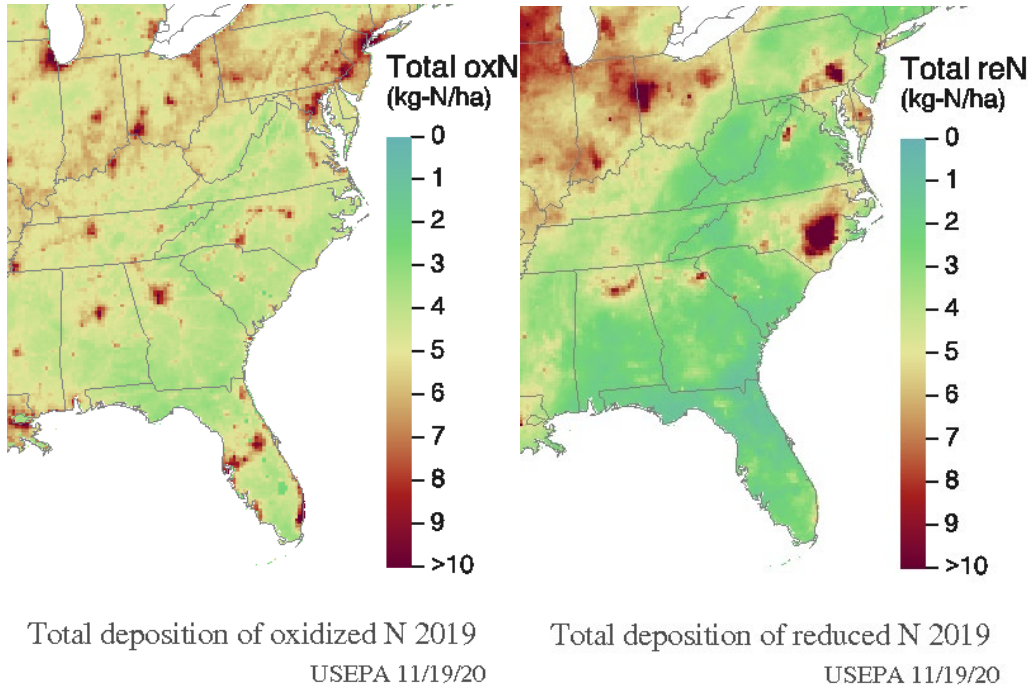 Total oxN
(kg-N/ha)
0
1
2
3
4
5
6
7
8
9
>10
Total deposition of oxidized N 2019
USEPA 11/19/20
Total reN
(kg-N/ha)
0
1
2
3
4
5
6
7
8
9
>10
Total deposition of reduced N 2019
USEPA 11/19/20